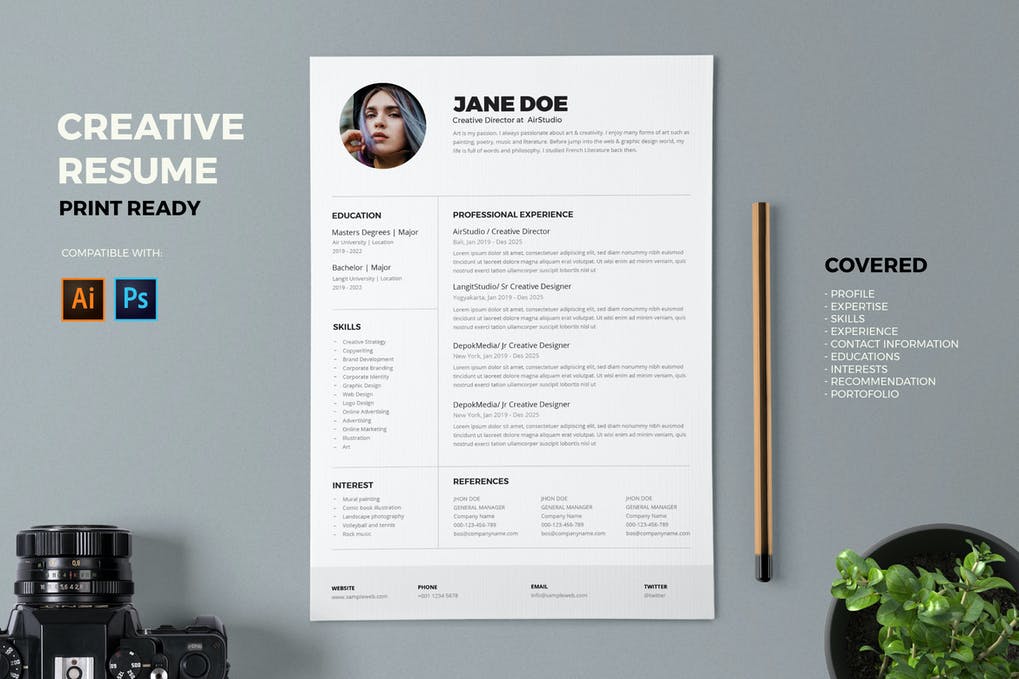 CREATIVE
RESUME
PRINT READY
COMPATIBLE WITH:
Ai Ps
JANE DOE
Creative Director at AirStudio
Art is my passion. I always passionate about art & creativity. I enjoy many forms of art such as
painting, poetry, music and literature. Before jump into the web & graphic design world, my
life is full of words and philosophy. I studied French Literature back then.
EDUCATION
Masters Degrees | Major
Air University | Location
2019 - 2022
Bachelor | Major
Langit University | Location
2019 - 2023
SKILLS
- Creative Strategy
- Copywriting
- Brand Development
- Corporate Branding
- Corporate Identity
- Graphic Design
- Web Design
- Logo Design
- Online Advertising
- Advertising
- Online Marketing
- Illustration
- Art
INTEREST
- Mural painting
- Comic book illustration
- Landscape photography
- Volleyball and tennis
- Rock music
PROFESSIONAL EXPERIENCE
AirStudio / Creative Director
Bali, Jan 2019 - Des 2025
Lorem ipsum dolor sit amet, consectetuer adipiscing elit, sed diam nonummy nibh euismod
tincidunt ut laoreet dolore magna aliquam erat volutpat. Ut wisi enim ad minim veniam, quis
nostrud exerci tation ullamcorper suscipit lobortis nisl ut
LangitStudio/ Sr Creative Designer
Yogyakarta, Jan 2019 - Des 2025
Lorem ipsum dolor sit amet, consectetuer adipiscing elit, sed diam nonummy nibh euismod
tincidunt ut laoreet dolore magna aliquam erat volutpat. Ut wisi enim ad minim veniam, quis
nostrud exerci tation ullamcorper suscipit lobortis nisl ut
DepokMedia/ Jr Creative Designer
New York, Jan 2019 - Des 2025
Lorem ipsum dolor sit amet, consectetuer adipiscing elit, sed diam nonummy nibh euismod
tincidunt ut laoreet dolore magna aliquam erat volutpat. Ut wisi enim ad minim veniam, quis
nostrud exerci tation ullamcorper suscipit lobortis nisl ut
DepokMedia/ Jr Creative Designer
New York, Jan 2019 - Des 2025
Lorem ipsum dolor sit amet, consectetuer adipiscing elit, sed diam nonummy nibh euismod
tincidunt ut laoreet dolore magna aliquam erat volutpat. Ut wisi enim ad minim veniam, quis
nostrud exerci tation ullamcorper suscipit lobortis nisl ut
REFERENCES
JHON DOE
GENERAL MANAGER
Company Name
000-123-456-789
bos@companyname.com
JHON DOE
GENERAL MANAGER
Company Name
000-123-456-789
bos@companyname.com
JHON DOE
GENERAL MANAGER
Company Name
000-123-456-789
bos@companyname.com
WEBSITE
www.sampleweb.com
PHONE
+801 1234 5678
EMAIL
info@sampleweb.com
TWITTER
@twitter
COVERED
- PROFILE
- EXPERTISE
- SKILLS
- EXPERIENCE
- CONTACT INFORMATION
- EDUCATIONS
- INTERESTS
- RECOMMENDATION
- PORTOFOLIO